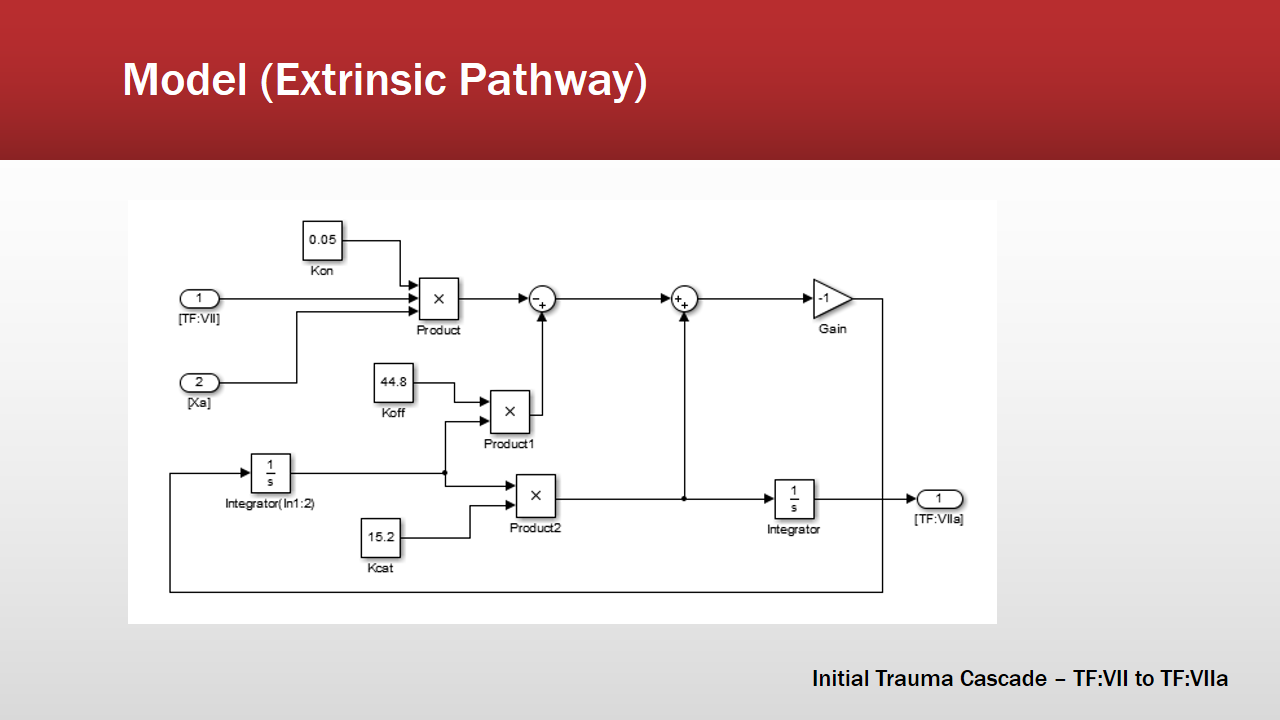 Model (Extrinsic Pathway)
0.05
Kon
1
[TF:VII]
×
Product
- +
+ +
-1
Gain
2
[Xa]
44.8
Koff
×
Product1
1
s
Integrator(In1:2)
×
Product2
1
s
Integrator
1
[TF:VIIa]
15.2
Kcat
Initial Trauma Cascade – TF:VII to TF:VIIa